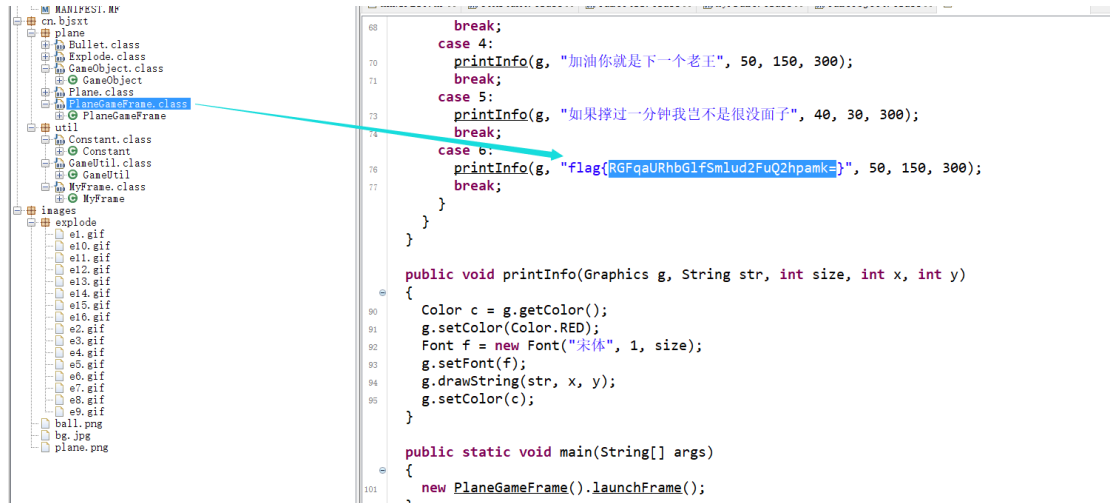 MANIFEST.MF
cn.bjsxt
plane
Bullet.class
Explode.class
GameObject.class
GameObject
Plane.class
PlaneGameFrame.class
PlaneGameFrame
util
Constant.class
Constant
GameUtil.class
GameUtil
MyFrame.class
MyFrame
images
explode
e1.gif
e10.gif
e11.gif
e12.gif
e13.gif
e14.gif
e15.gif
e16.gif
e2.gif
e3.gif
e4.gif
e5.gif
e6.gif
e7.gif
e8.gif
e9.gif
ball.png
bg.jpg
plane.png
68 break;
case 4:
70 printInfo(g, "加油你就是下一个老王", 50, 150, 300);
71 break;
case 5:
73 printInfo(g, "如果撑过一分钟我岂不是很没面子", 40, 30, 300);
74 break;
case 6:
76 printInfo(g, "flag{RGFqaURhbGlfSmlud2FuQ2hpamk=}", 50, 150, 300);
77 break;
}
}
}
public void printInfo(Graphics g, String str, int size, int x, int y)
{
90 Color c = g.getColor();
91 g.setColor(Color.RED);
92 Font f = new Font("宋体", 1, size);
93 g.setFont(f);
94 g.drawString(str, x, y);
95 g.setColor(c);
}
public static void main(String[] args)
{
101 new PlaneGameFrame().launchFrame();